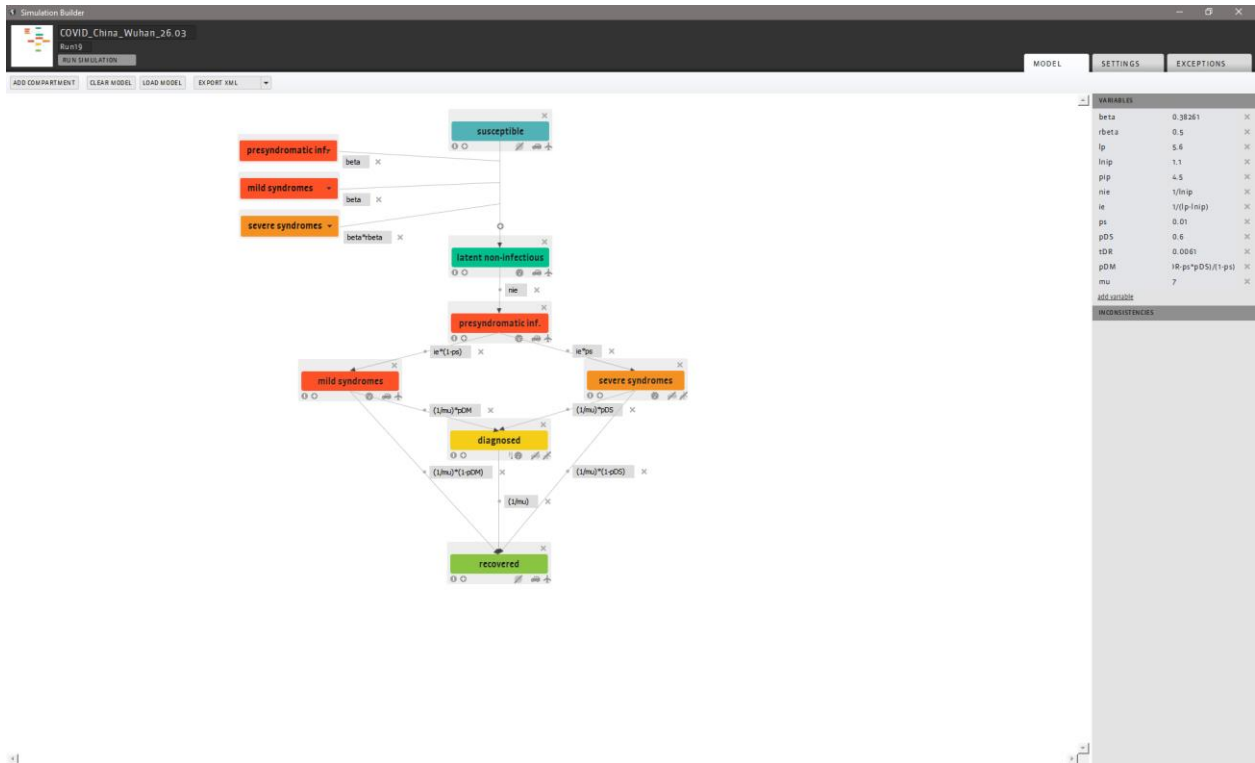 Simulation Builder
COVID_China_Wuhan_26.03
Run19
RUN SIMULATION
MODEL
SETTINGS
EXCEPTIONS
ADD COMPARTMENT
CLEAR MODEL
LOAD MODEL
EXPORT XML
susceptible
presyndromatic inf.
beta
mild syndromes
beta
severe syndromes
beta*rbeta
latent non-infectious
nie
presyndromatic inf.
ie*(1-ps)
ie*ps
mild syndromes
severe syndromes
(1/mu)*pDM
(1/mu)*pDS
diagnosed
(1/mu)*(1-pDM)
(1/mu)*(1-pDS)
(1/mu)
recovered
VARIABLES
beta 0.38261
rbeta 0.5
lp 5.6
lnip 1.1
pip 4.5
nie 1/lnip
ie 1/(lp-lnip)
ps 0.01
pDS 0.6
tDR 0.0061
pDM IR-ps*pDS)/(1-ps)
mu 7
add variable
INCONSISTENCIES